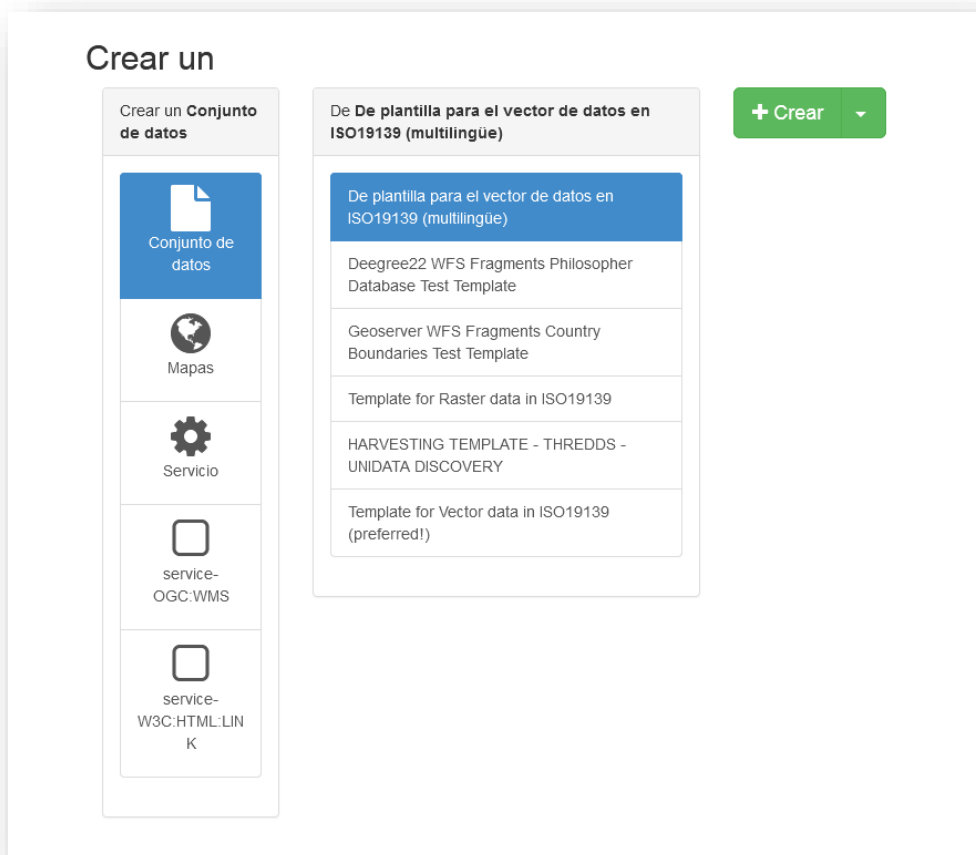 Crear un
Crear un Conjunto
de datos
Conjunto de
datos
Mapas
Servicio
service-
OGC:WMS
service-
W3C:HTML:LIN
K
De De plantilla para el vector de datos en
ISO19139 (multilingüe)
De plantilla para el vector de datos en
ISO19139 (multilingüe)
Deegree22 WFS Fragments Philosopher
Database Test Template
Geoserver WFS Fragments Country
Boundaries Test Template
Template for Raster data in ISO19139
HARVESTING TEMPLATE - THREDDS -
UNIDATA DISCOVERY
Template for Vector data in ISO19139
(preferred!)
+ Crear